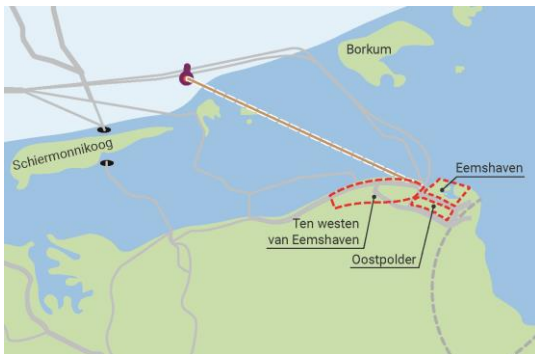 Borkum
Schiermonnikoog
Eemshaven
Ten westen
van Eemshaven
Oostpolder